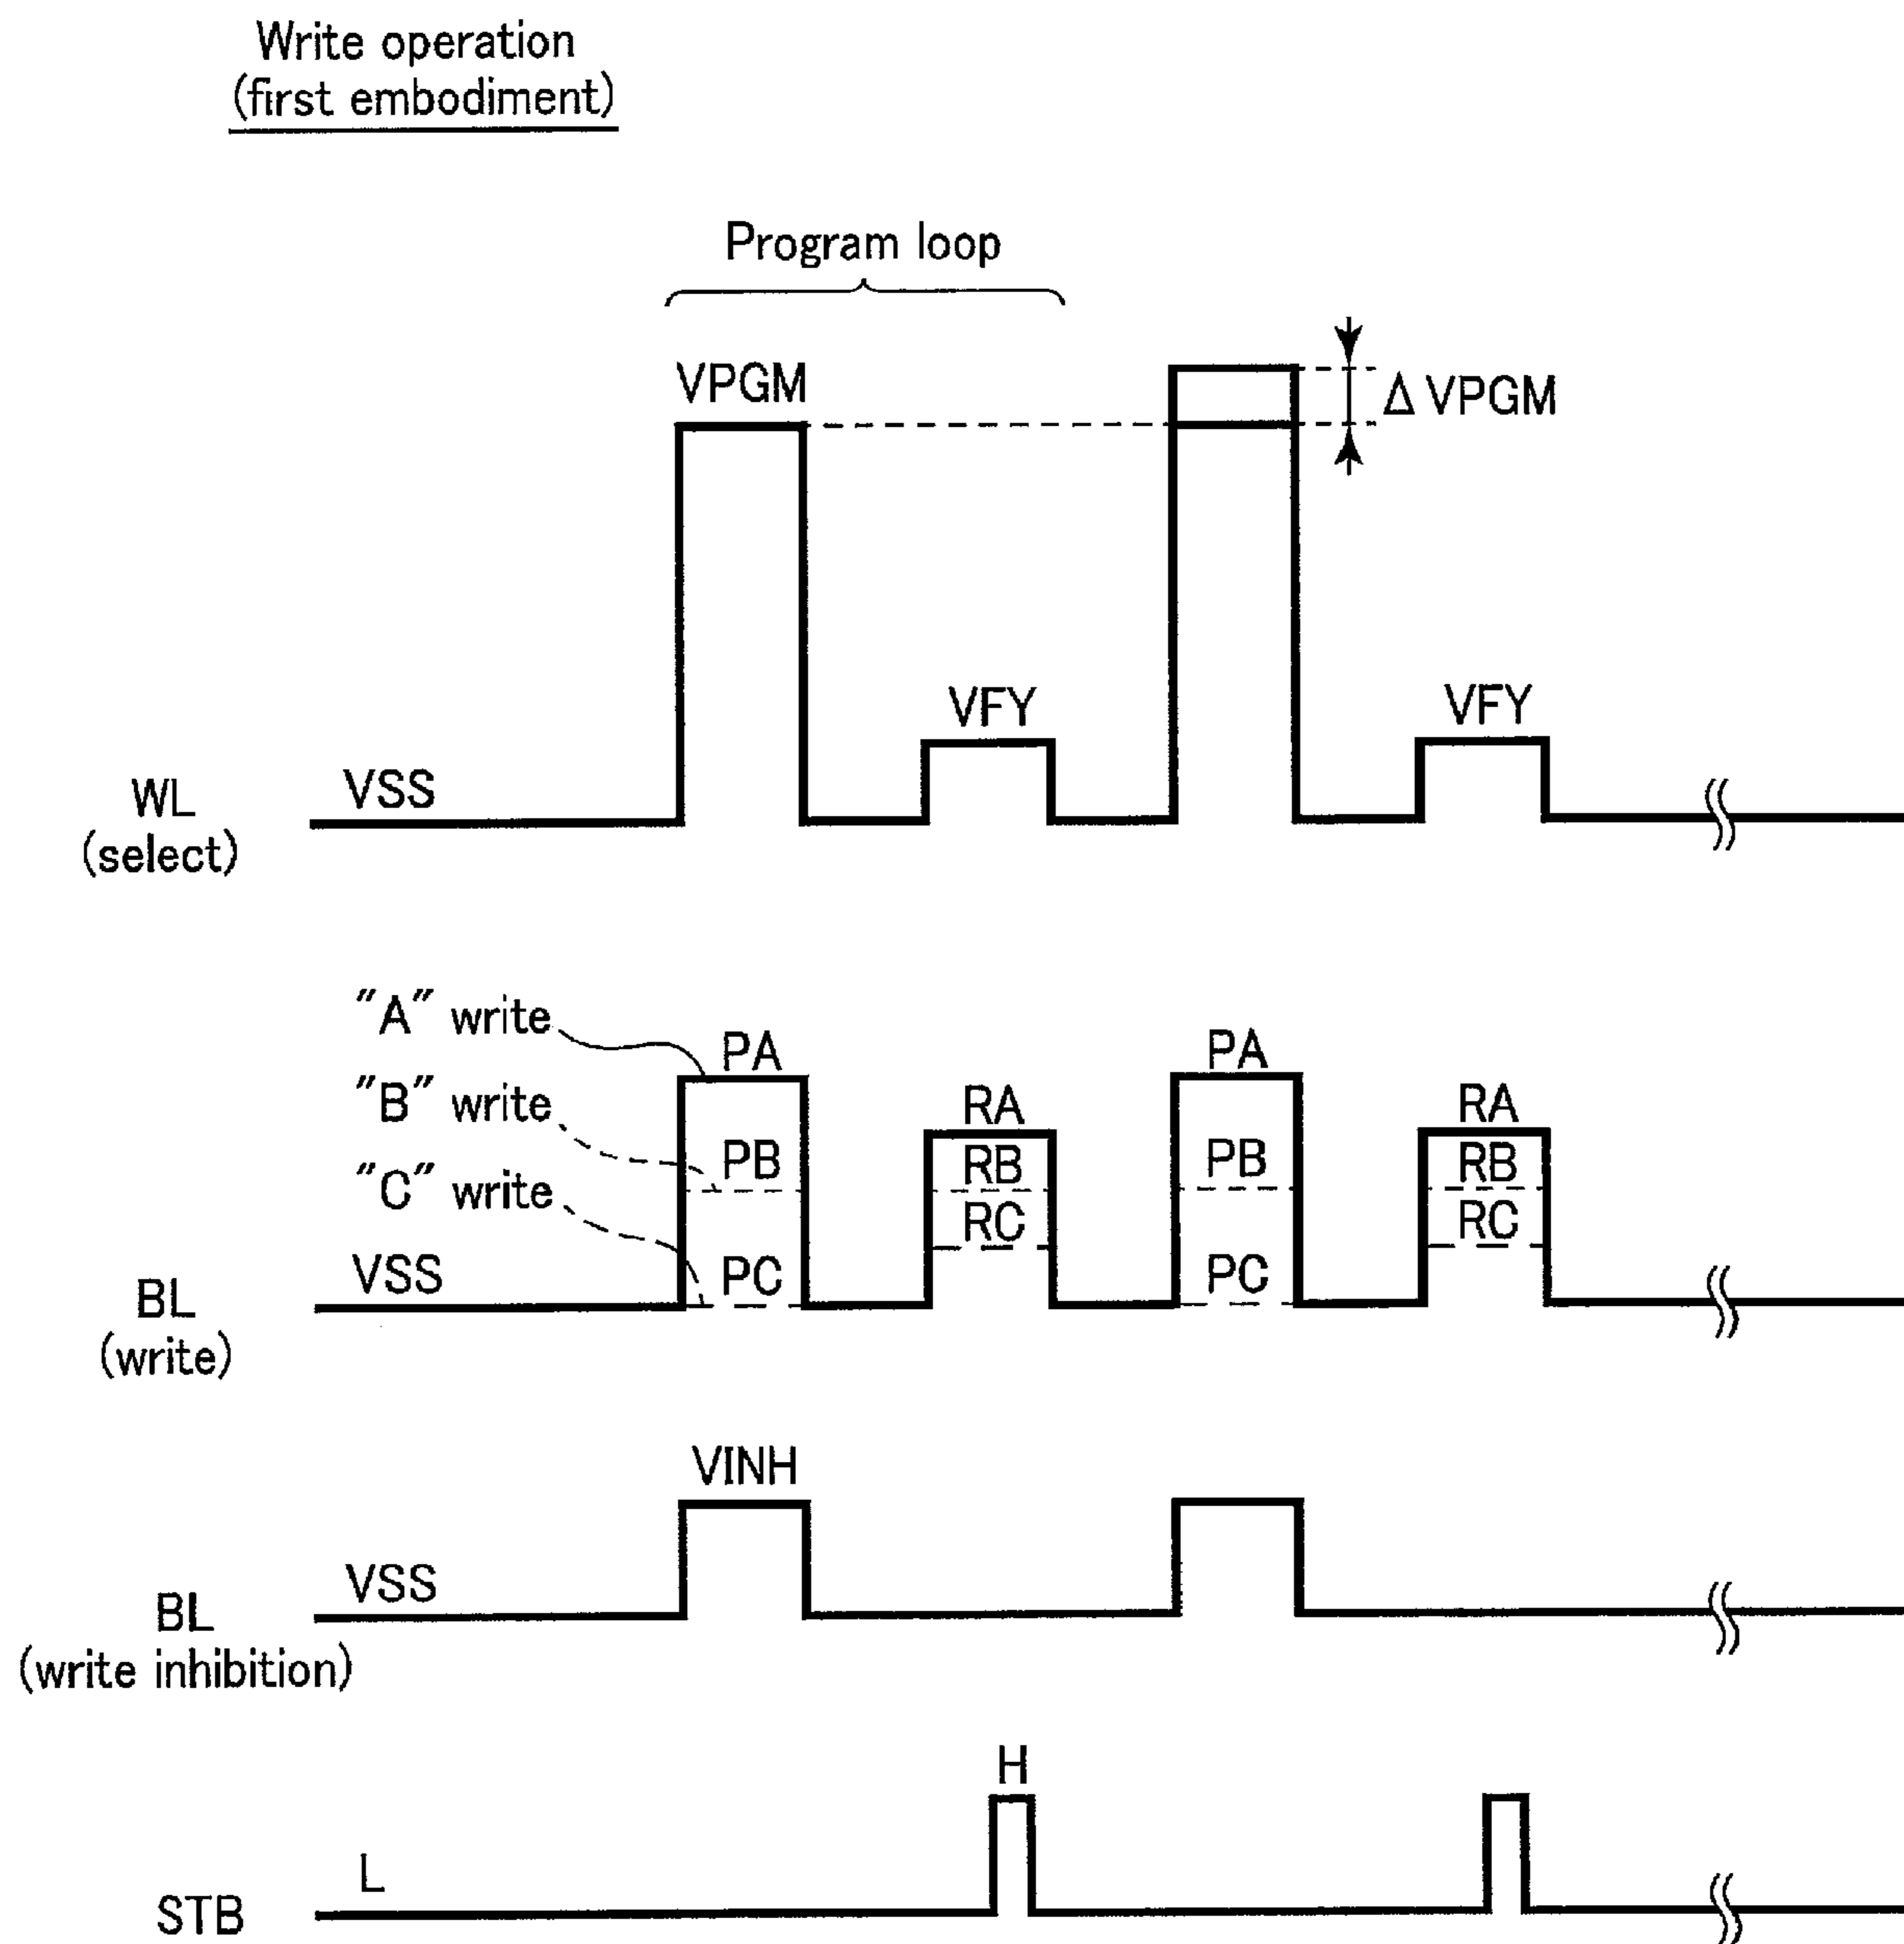 Write operation
(first embodiment)
Program loop
VPGM
Δ VPGM
VFY
VFY
WL
(select)
VSS
"A" write
"B" write
"C" write
PA
PB
PC
RA
RB
RC
PA
PB
PC
RA
RB
RC
VSS
BL
(write)
VINH
VSS
BL
(write inhibition)
H
L
STB